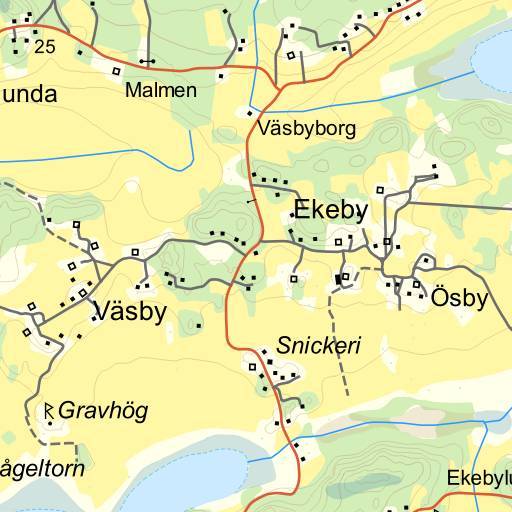 25
Malmen
unda
Väsbyborg
Ekeby
Väsby
Ösby
Snickeri
R Gravhög
ågeltorn
Ekebylu